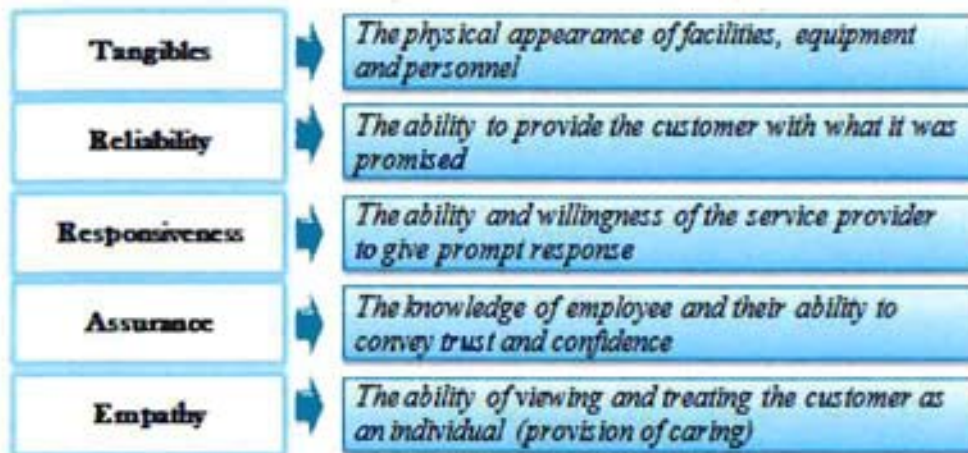 Tangibles
The physical appearance of facilities, equipment
and personnel
Reliability
The ability to provide the customer with what it was
promised
Responsiveness
The ability and willingness of the service provider
to give prompt response
Assurance
The knowledge of employee and their ability to
convey trust and confidence
Empathy
The ability of viewing and treating the customer as
an individual (provision of caring)